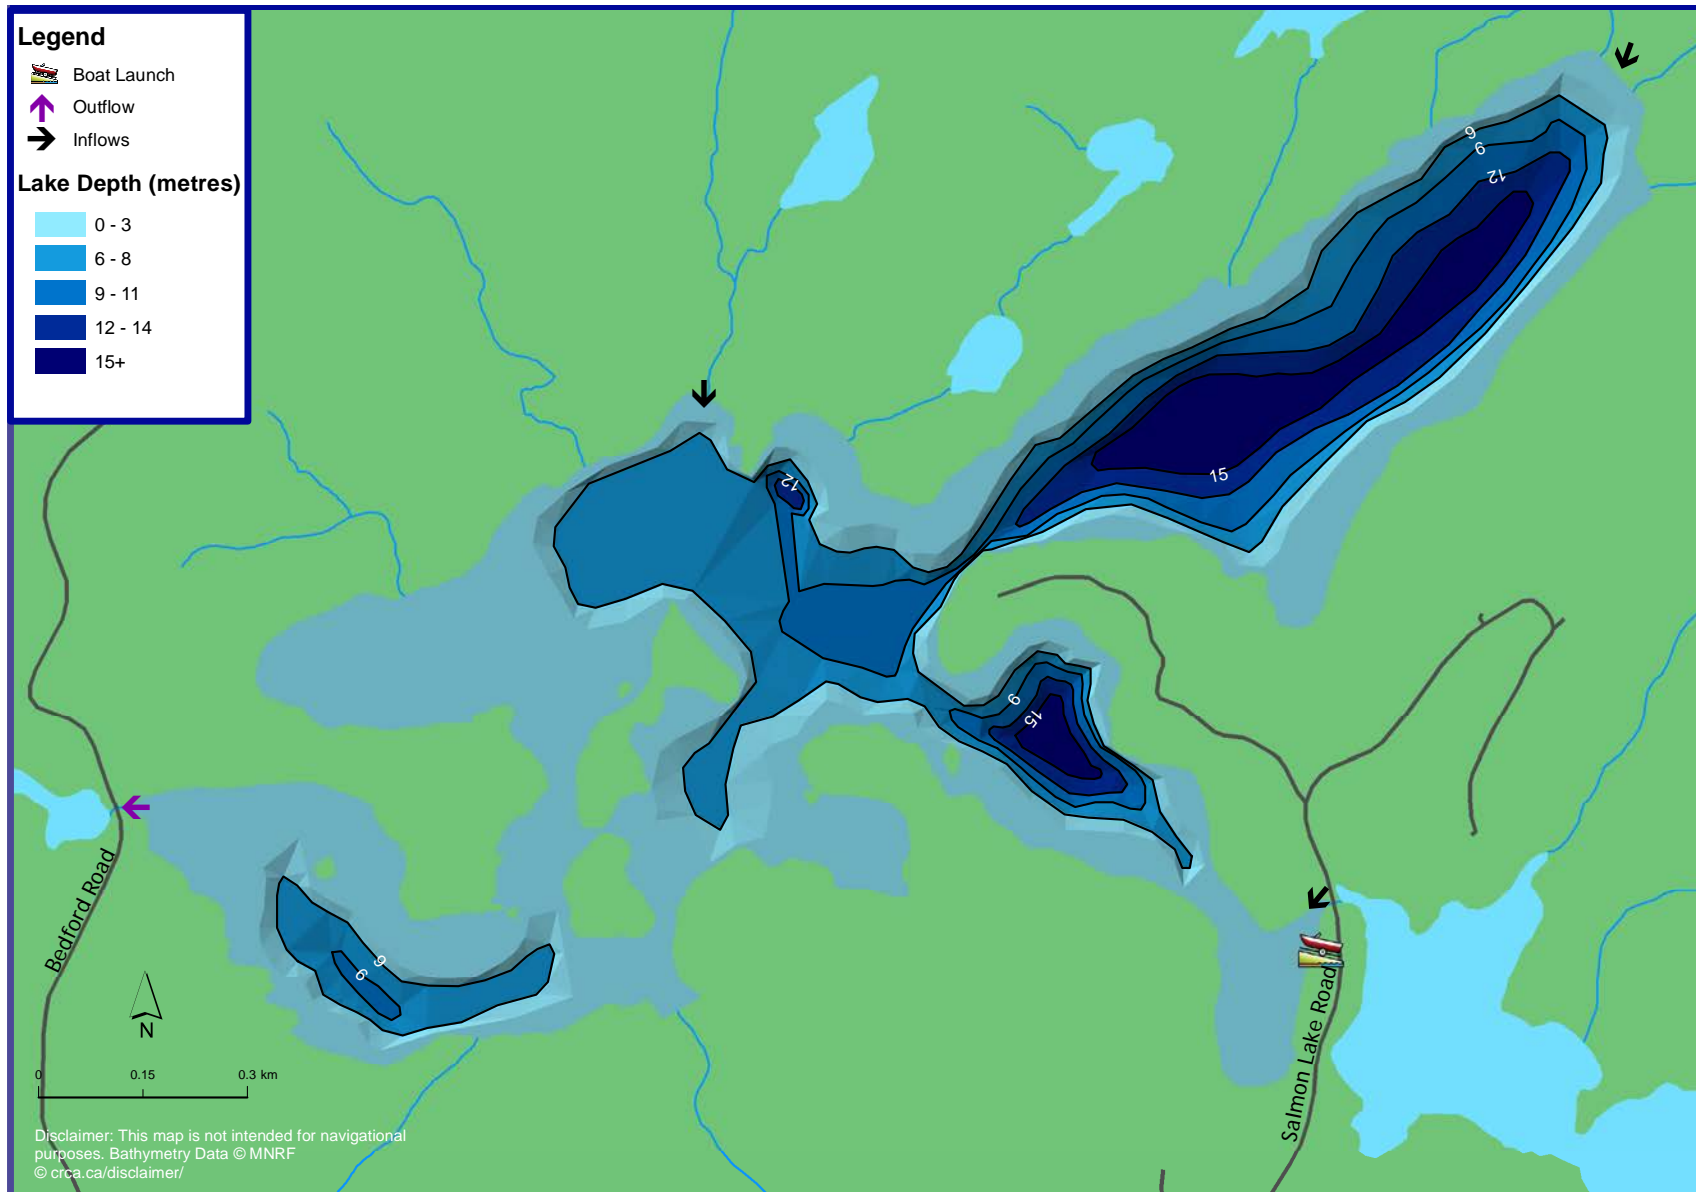 Legend
Boat Launch
Outflow
Inflows
Lake Depth (metres)
0 - 3
6 - 8
9 - 11
12 - 14
15+
6
9
12
15
12
9
15
6
9
Bedford Road
Salmon Lake Road
N
0 0.15 0.3 km
Disclaimer: This map is not intended for navigational
purposes. Bathymetry Data © MNRF
© crca.ca/disclaimer/